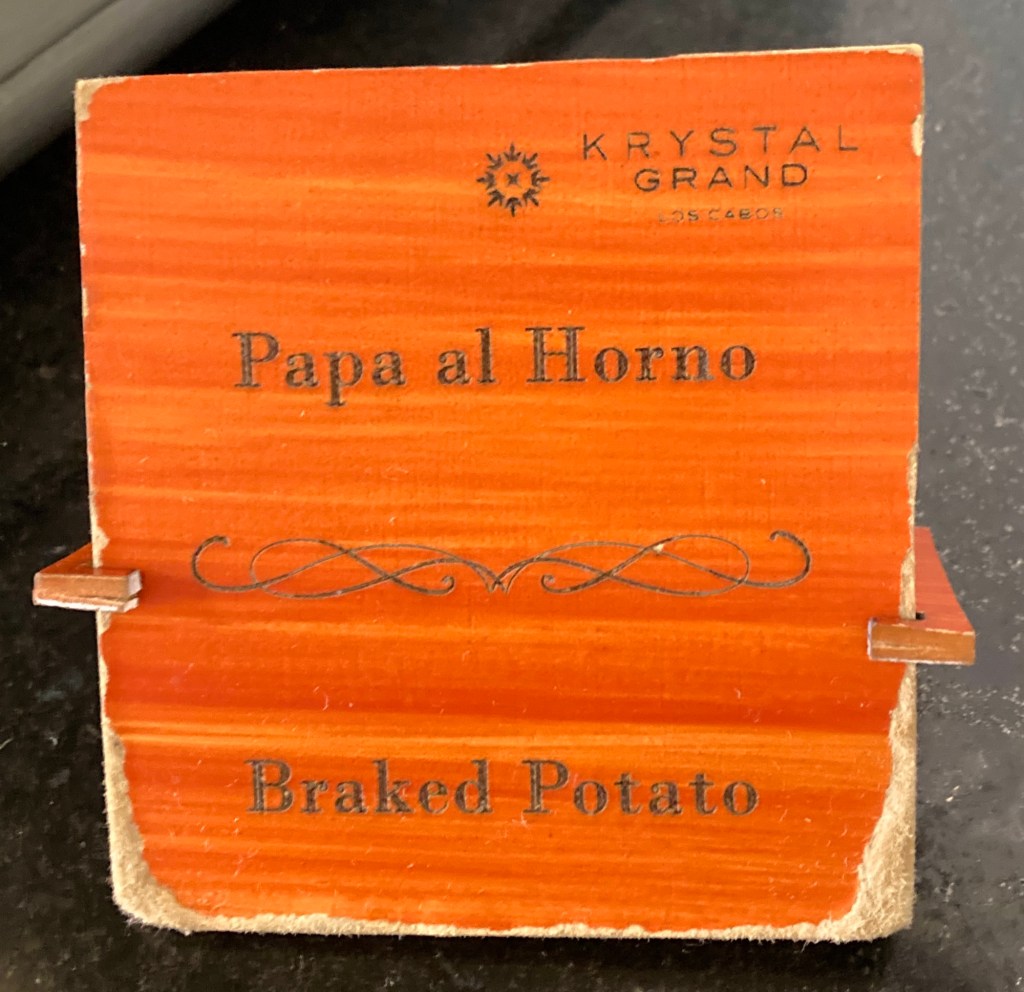 KRYSTAL
GRAND
LOS CABOS
Papa al Horno
Braked Potato